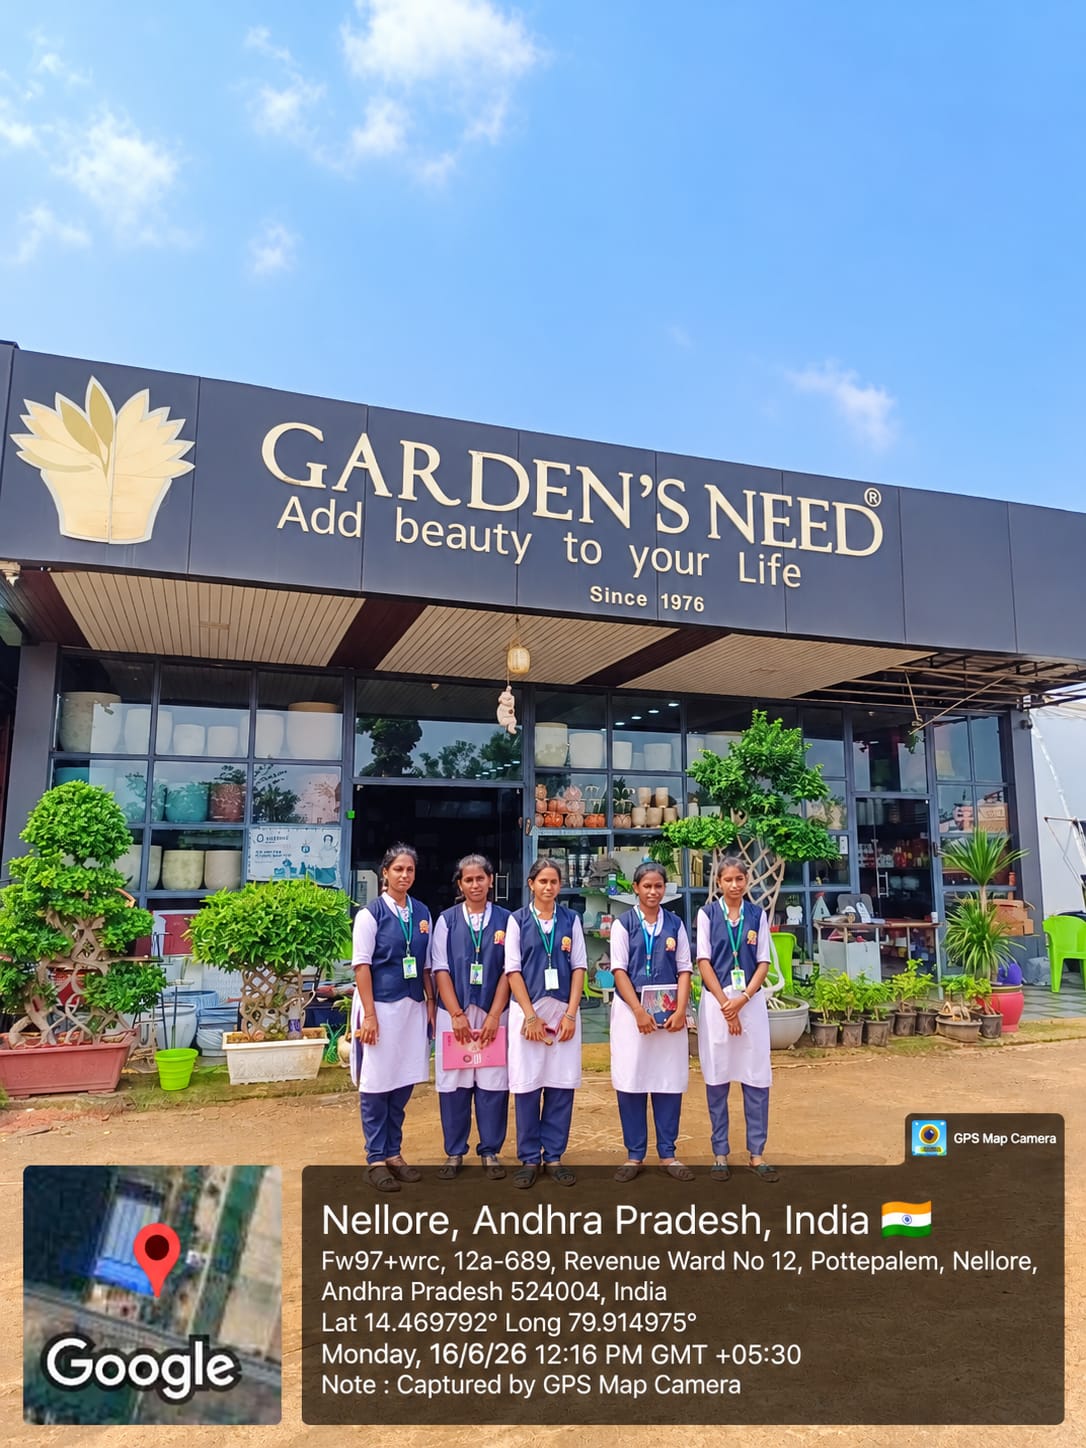 GARDEN'S NEED®
Add beauty to your Life
Since 1976
GPS Map Camera
Nellore, Andhra Pradesh, India
Fw97+wrc, 12a-689, Revenue Ward No 12, Pottepalem, Nellore,
Andhra Pradesh 524004, India
Lat 14.469792° Long 79.914975°
Monday, 16/6/26 12:16 PM GMT +05:30
Note : Captured by GPS Map Camera
Google